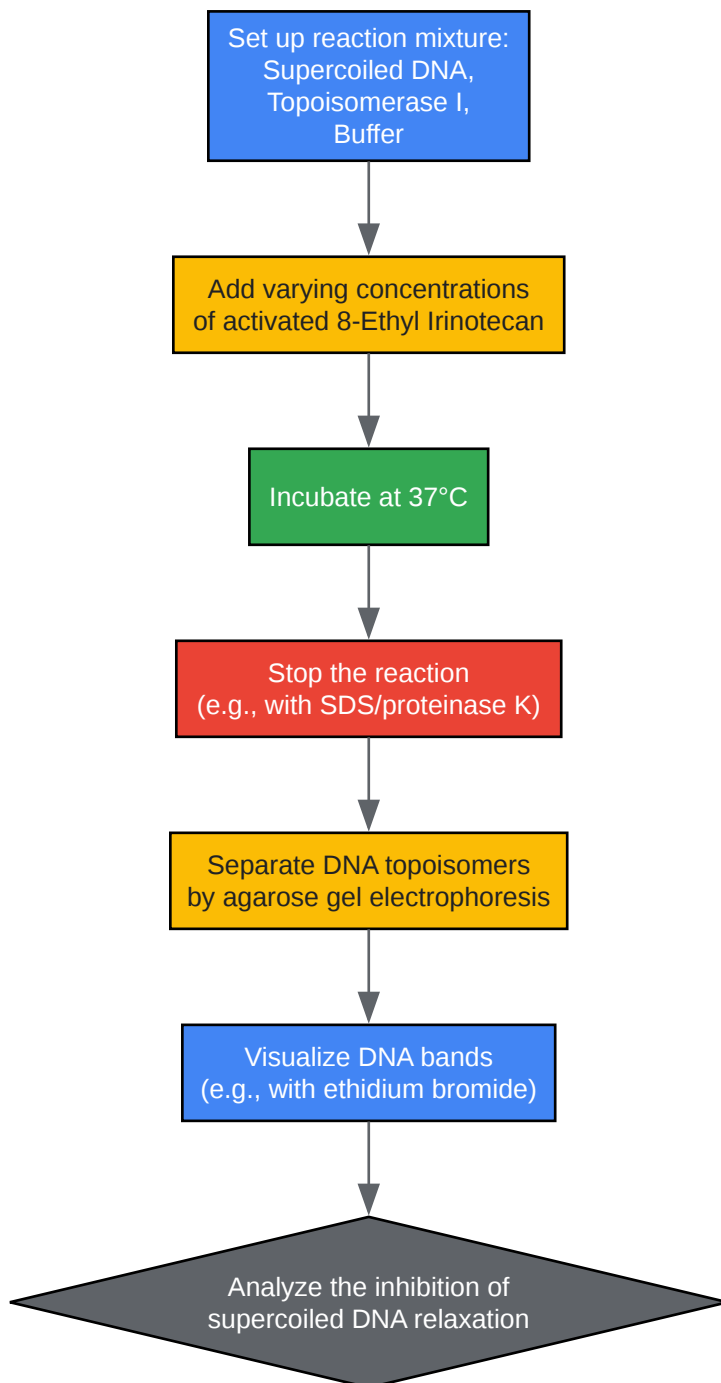 Set up reaction mixture:
Supercoiled DNA,
Topoisomerase I,
Buffer
Add varying concentrations
of activated 8-Ethyl Irinotecan
Incubate at 37°C
Stop the reaction
(e.g., with SDS/proteinase K)
Separate DNA topoisomers
by agarose gel electrophoresis
Visualize DNA bands
(e.g., with ethidium bromide)
Analyze the inhibition of
supercoiled DNA relaxation